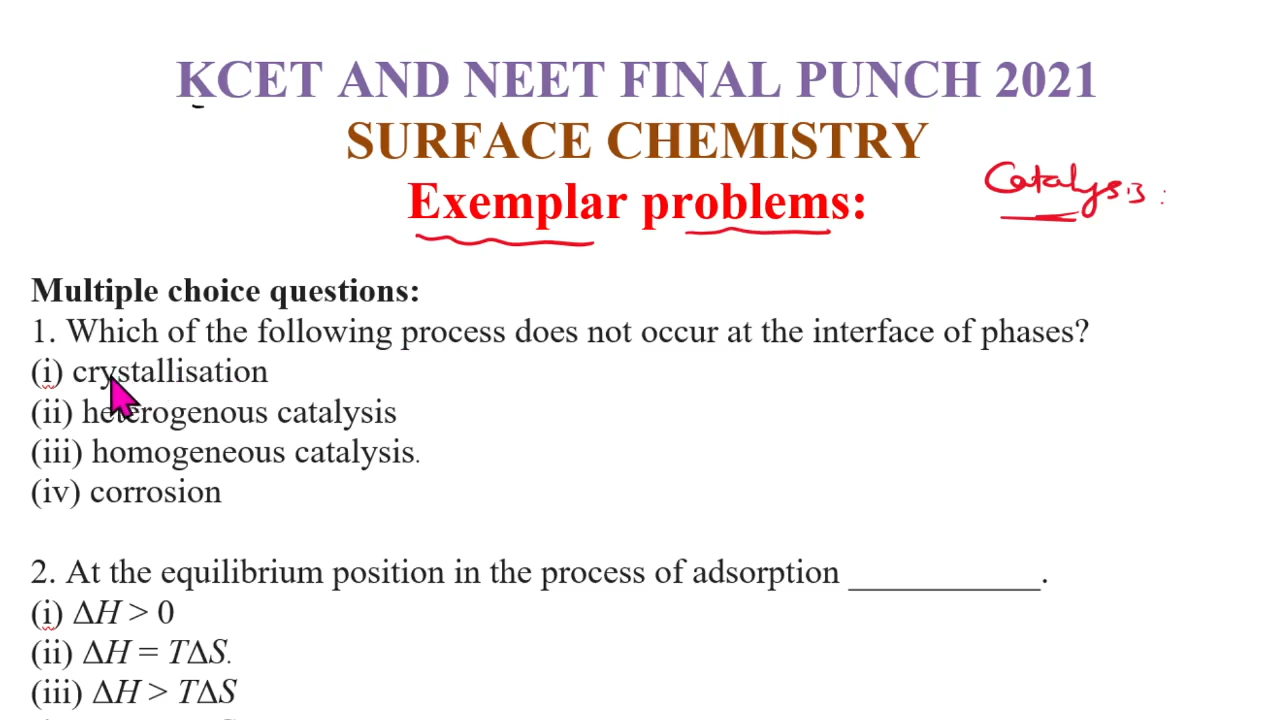 KCET AND NEET FINAL PUNCH 2021
SURFACE CHEMISTRY
Exemplar problems:
Catalysis:
Multiple choice questions:
1. Which of the following process does not occur at the interface of phases?
(i) crystallisation
(ii) heterogenous catalysis
(iii) homogeneous catalysis.
(iv) corrosion
2. At the equilibrium position in the process of adsorption ___________.
(i) ΔH > 0
(ii) ΔH = TΔS.
(iii) ΔH > TΔS